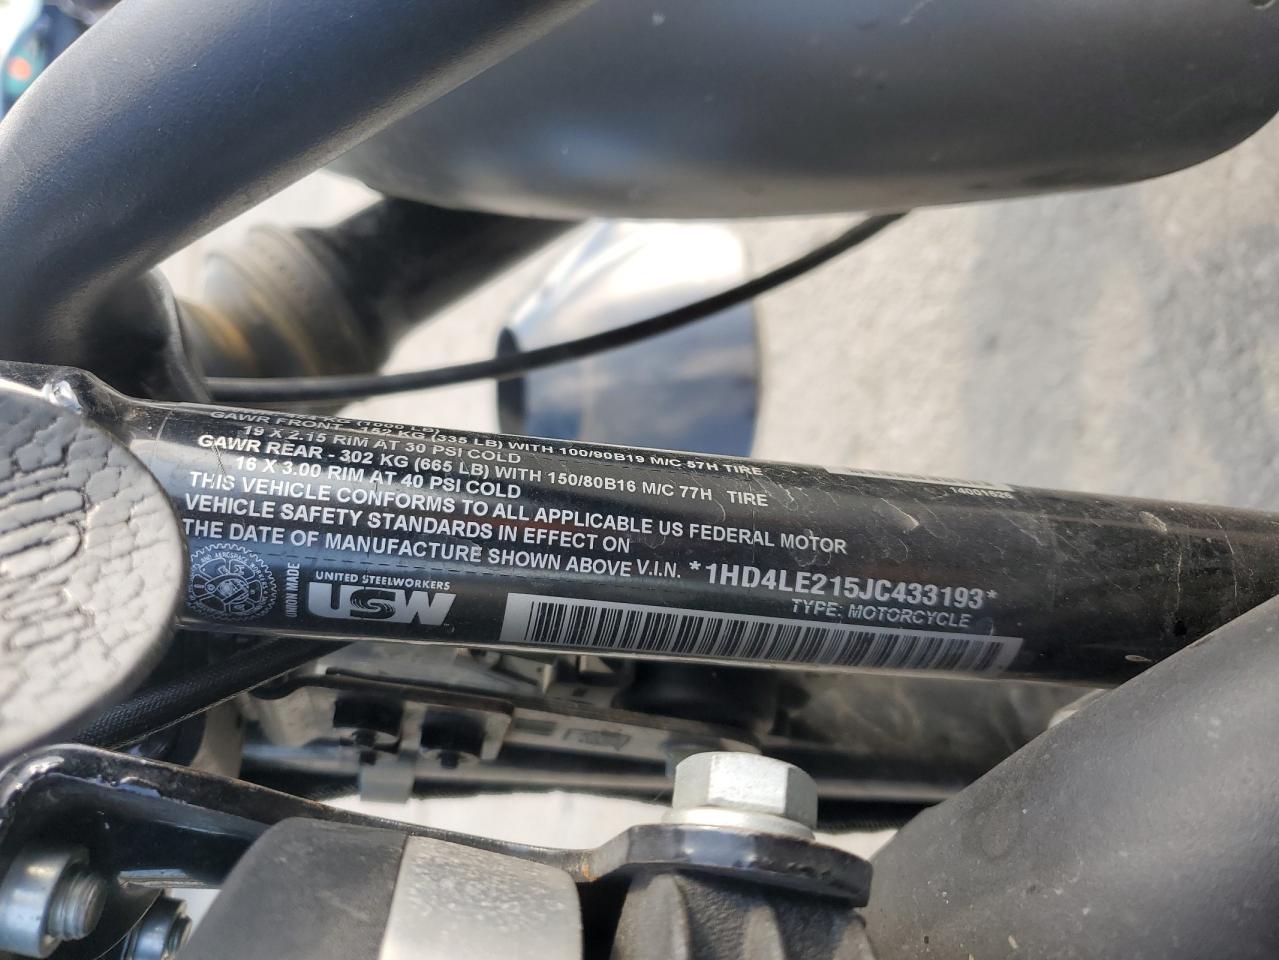 (1000 LB)
GAWR FRONT - 152 KG (335 LB) WITH 100/90B19 M/C 57H TIRE
19 X 2.15 RIM AT 30 PSI COLD
GAWR REAR - 302 KG (665 LB) WITH 150/80B16 M/C 77H TIRE
16 X 3.00 RIM AT 40 PSI COLD
THIS VEHICLE CONFORMS TO ALL APPLICABLE US FEDERAL MOTOR
VEHICLE SAFETY STANDARDS IN EFFECT ON
THE DATE OF MANUFACTURE SHOWN ABOVE V.I.N. *1HD4LE215JC433193*
TYPE: MOTORCYCLE
UNION MADE
UNITED STEELWORKERS
USW